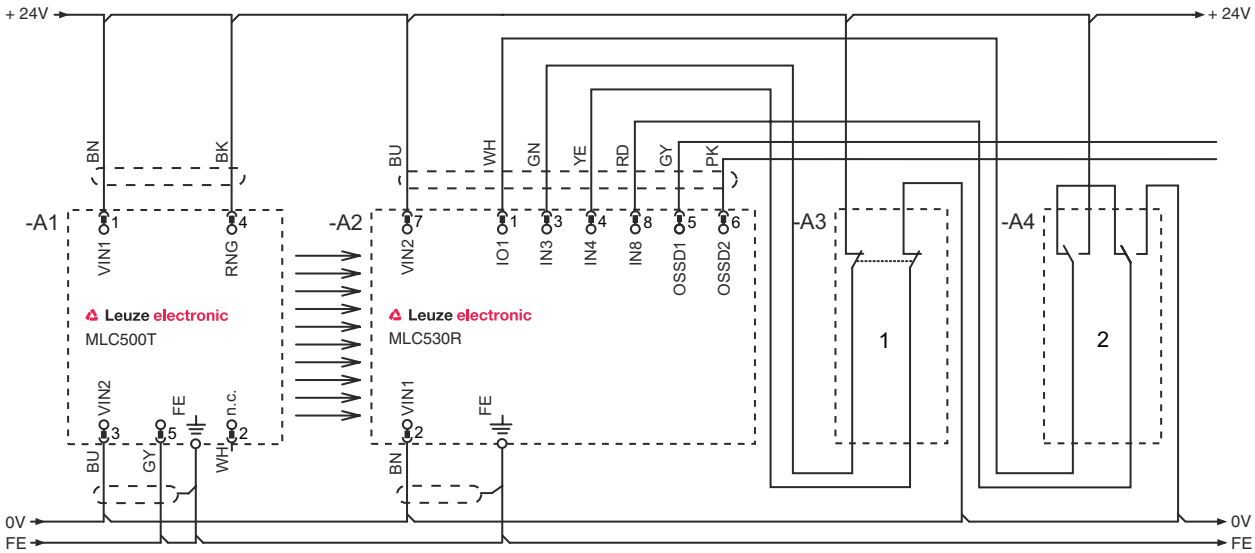 + 24V
+ 24V
BN
BK
BU
WH
GN
YE
RD
GY
PK
-A1
1
4
-A2
7
1
3
4
8
5
6
-A3
-A4
VIN1
RNG
VIN2
IO1
IN3
IN4
IN8
OSSD1
OSSD2
Leuze electronic
MLC500T
Leuze electronic
MLC530R
1
2
VIN2
FE
n.c.
VIN1
FE
3
5
2
2
BU
GY
WH
BN
0V
0V
FE
FE